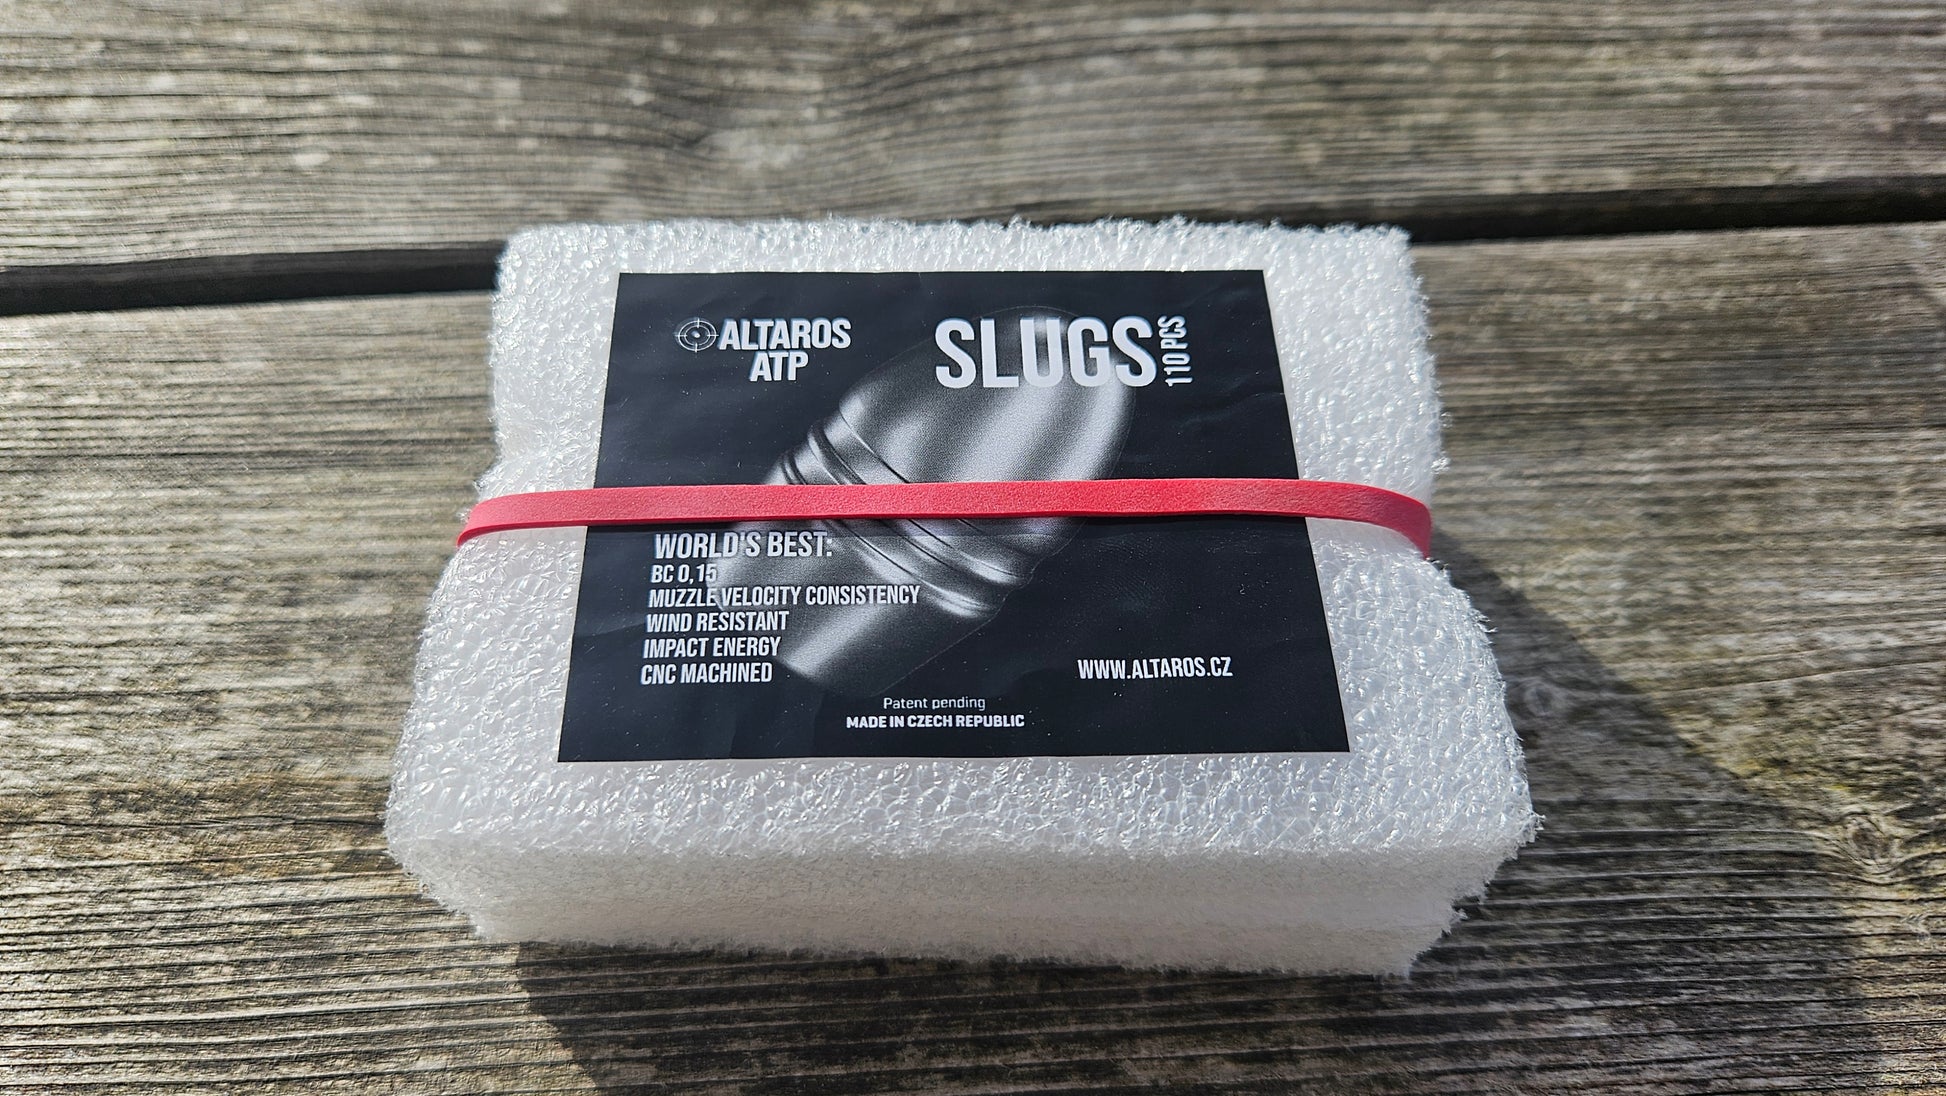 ALTAROS
ATP
SLUGS
110 PCS
WORLD'S BEST:
BC 0,15
MUZZLE VELOCITY CONSISTENCY
WIND RESISTANT
IMPACT ENERGY
CNC MACHINED
WWW.ALTAROS.CZ
Patent pending
MADE IN CZECH REPUBLIC